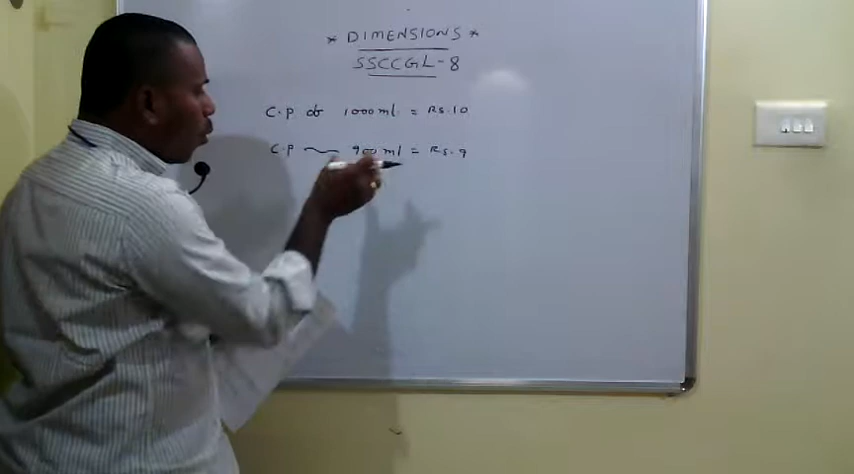 * DIMENSIONS *
SSCCGL-8
C.P of 1000 ml. = Rs.10
C.P ~ 900 ml = Rs.9